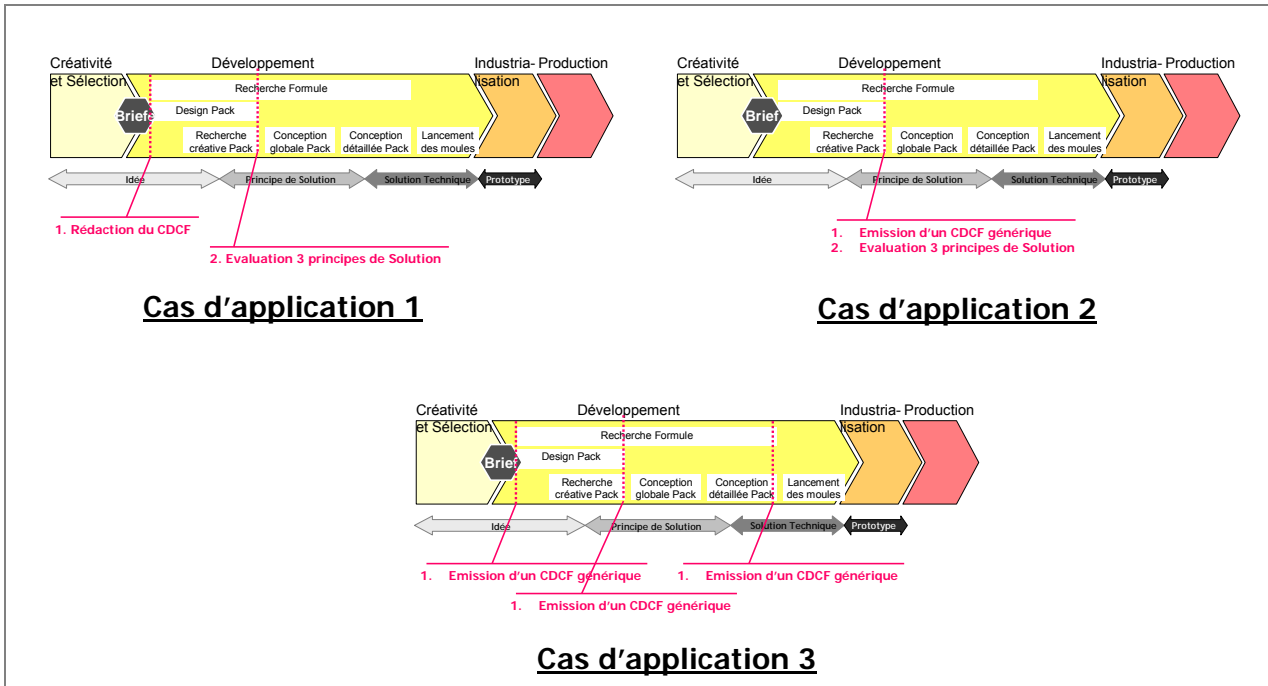 Créativité
et Sélection
Développement
Industria-
lisation
Production
Recherche Formule
Brief
Design Pack
Recherche
créative Pack
Conception
globale Pack
Conception
détaillée Pack
Lancement
des moules
Idée
Principe de Solution
Solution Technique
Prototype
1. Rédaction du CDCF
2. Evaluation 3 principes de Solution
Cas d'application 1
Créativité
et Sélection
Développement
Industria-
lisation
Production
Recherche Formule
Brief
Design Pack
Recherche
créative Pack
Conception
globale Pack
Conception
détaillée Pack
Lancement
des moules
Idée
Principe de Solution
Solution Technique
Prototype
1. Emission d'un CDCF générique
2. Evaluation 3 principes de Solution
Cas d'application 2
Créativité
et Sélection
Développement
Industria-
lisation
Production
Recherche Formule
Brief
Design Pack
Recherche
créative Pack
Conception
globale Pack
Conception
détaillée Pack
Lancement
des moules
Idée
Principe de Solution
Solution Technique
Prototype
1. Emission d'un CDCF générique
1. Emission d'un CDCF générique
1. Emission d'un CDCF générique
Cas d'application 3